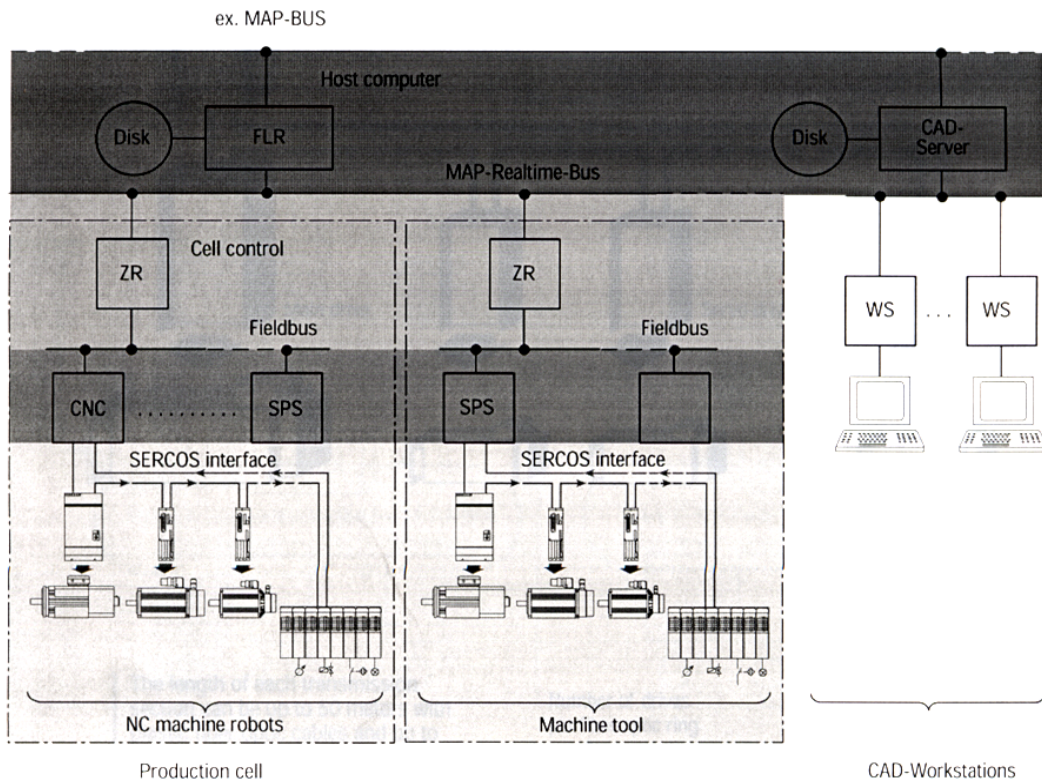 ex. MAP-BUS
Host computer
Disk
FLR
Disk
CAD-
Server
MAP-Realtime-Bus
Cell control
ZR
ZR
WS
. . .
WS
Fieldbus
Fieldbus
CNC
. . . . . . . . . .
SPS
SPS
SERCOS interface
SERCOS interface
NC machine robots
Machine tool
Production cell
CAD-Workstations